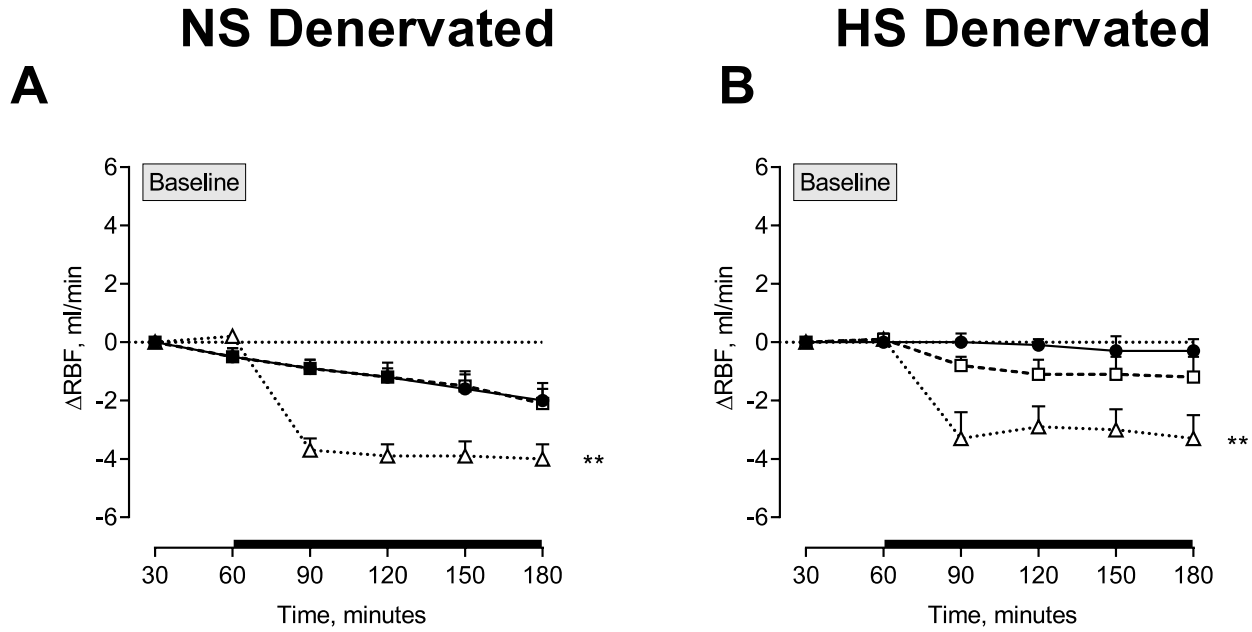 NS Denervated
A
Baseline
6
4
2
0
-2
-4
-6
ΔRBF, ml/min
**
30 60 90 120 150 180
Time, minutes
HS Denervated
B
Baseline
6
4
2
0
-2
-4
-6
ΔRBF, ml/min
**
30 60 90 120 150 180
Time, minutes